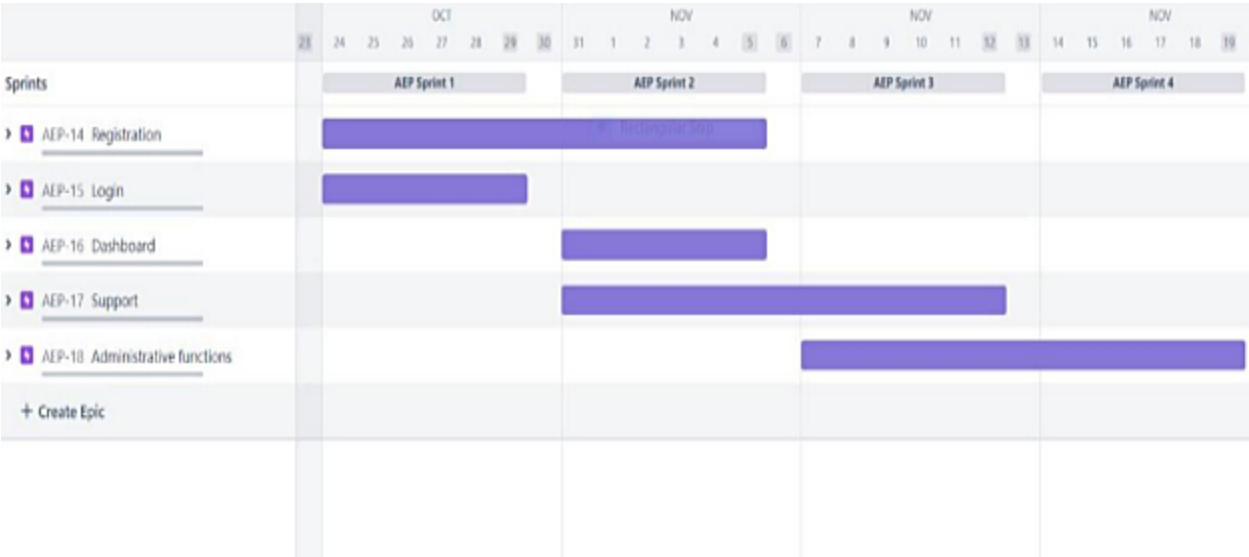 OCT NOV NOV NOV
23 24 25 26 27 28 29 30 31 1 2 3 4 5 6 7 8 9 10 11 12 13 14 15 16 17 18 19
Sprints AEP Sprint 1 AEP Sprint 2 AEP Sprint 3 AEP Sprint 4
AEP-14 Registration Rectangular Snip
AEP-15 Login
AEP-16 Dashboard
AEP-17 Support
AEP-18 Administrative functions
+ Create Epic